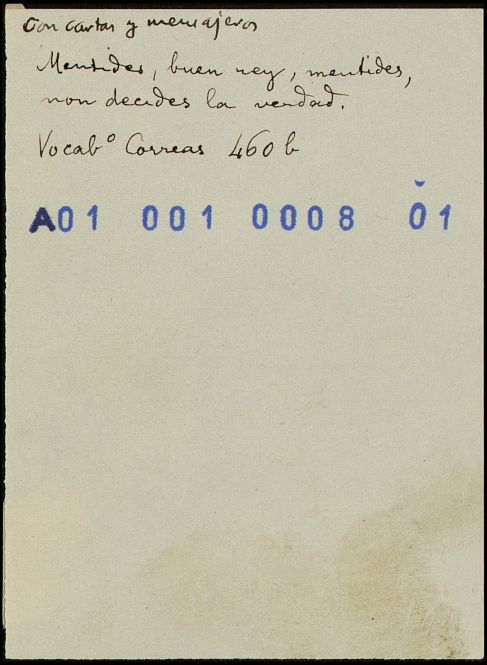 Con cartas y mensajeros
Mentides, buen rey, mentides,
non decides la verdad.
Vocabº Correas 460 b
A01 001 0008 01